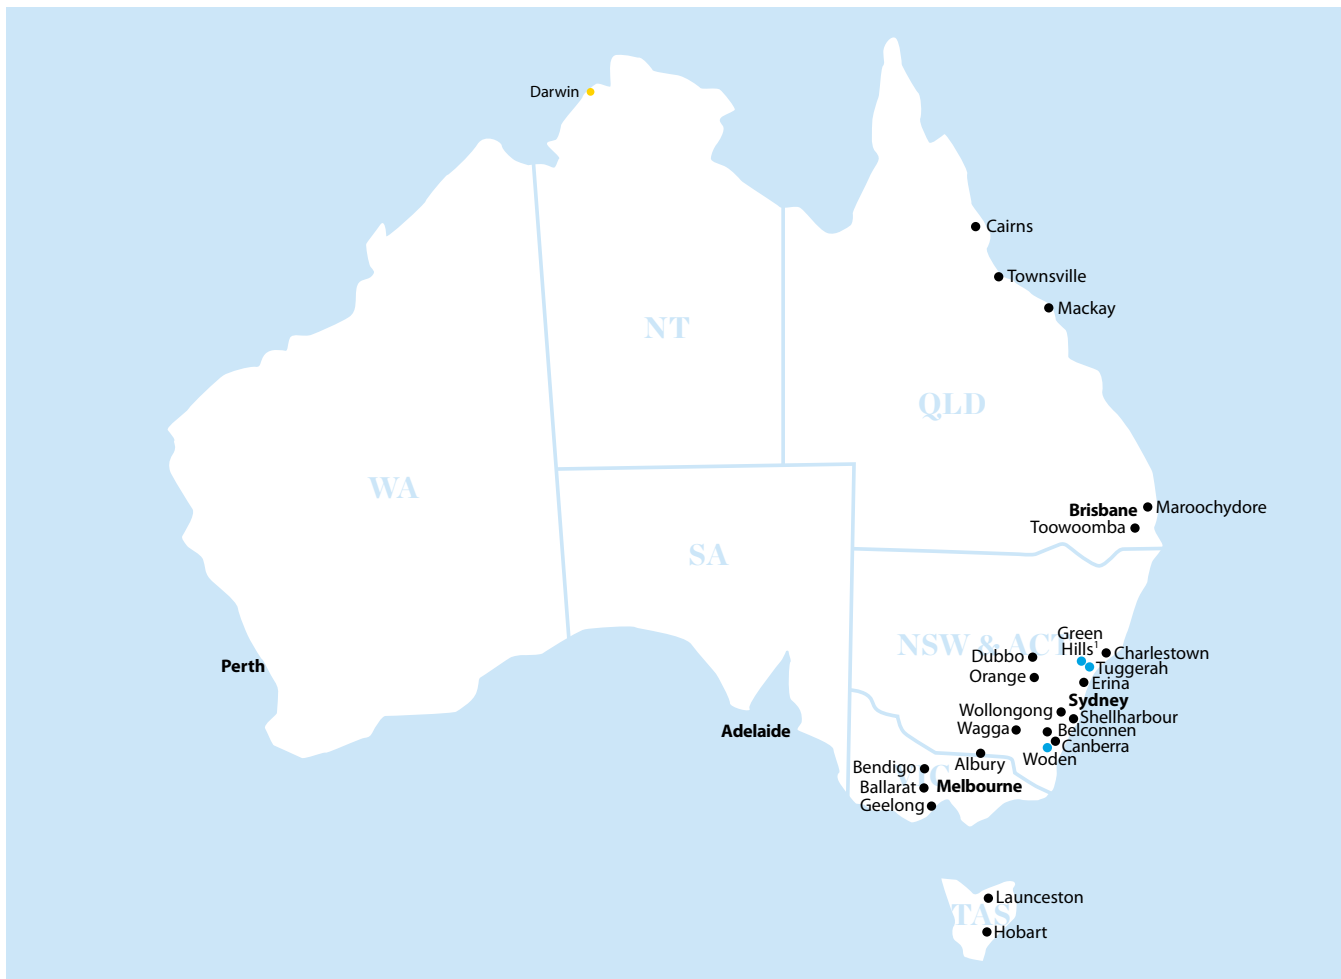 Darwin
Cairns
Townsville
Mackay
NT
QLD
WA
Brisbane
Maroochydore
Toowoomba
SA
NSW & ACT
Green
Hills¹
Charlestown
Dubbo
Tuggerah
Orange
Erina
Perth
Sydney
Wollongong
Shellharbour
Wagga
Belconnen
Adelaide
Canberra
Woden
Albury
Bendigo
VIC
Ballarat
Melbourne
Geelong
Launceston
TAS
Hobart